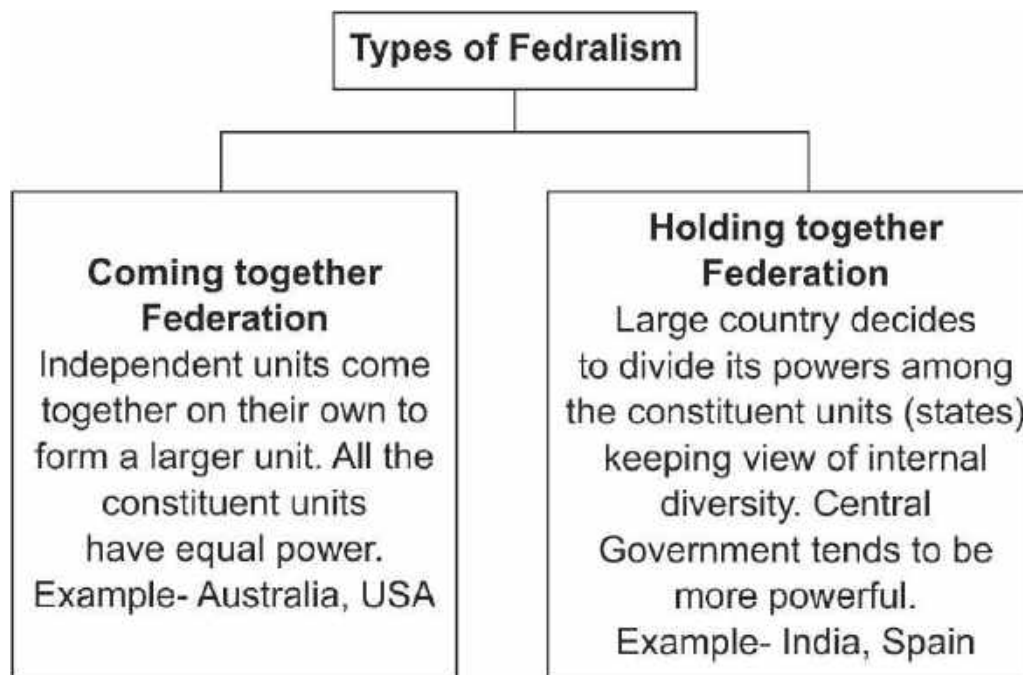 Types of Fedralism
Coming together
Federation
Independent units come
together on their own to
form a larger unit. All the
constituent units
have equal power.
Example- Australia, USA
Holding together
Federation
Large country decides
to divide its powers among
the constituent units (states)
keeping view of internal
diversity. Central
Government tends to be
more powerful.
Example- India, Spain